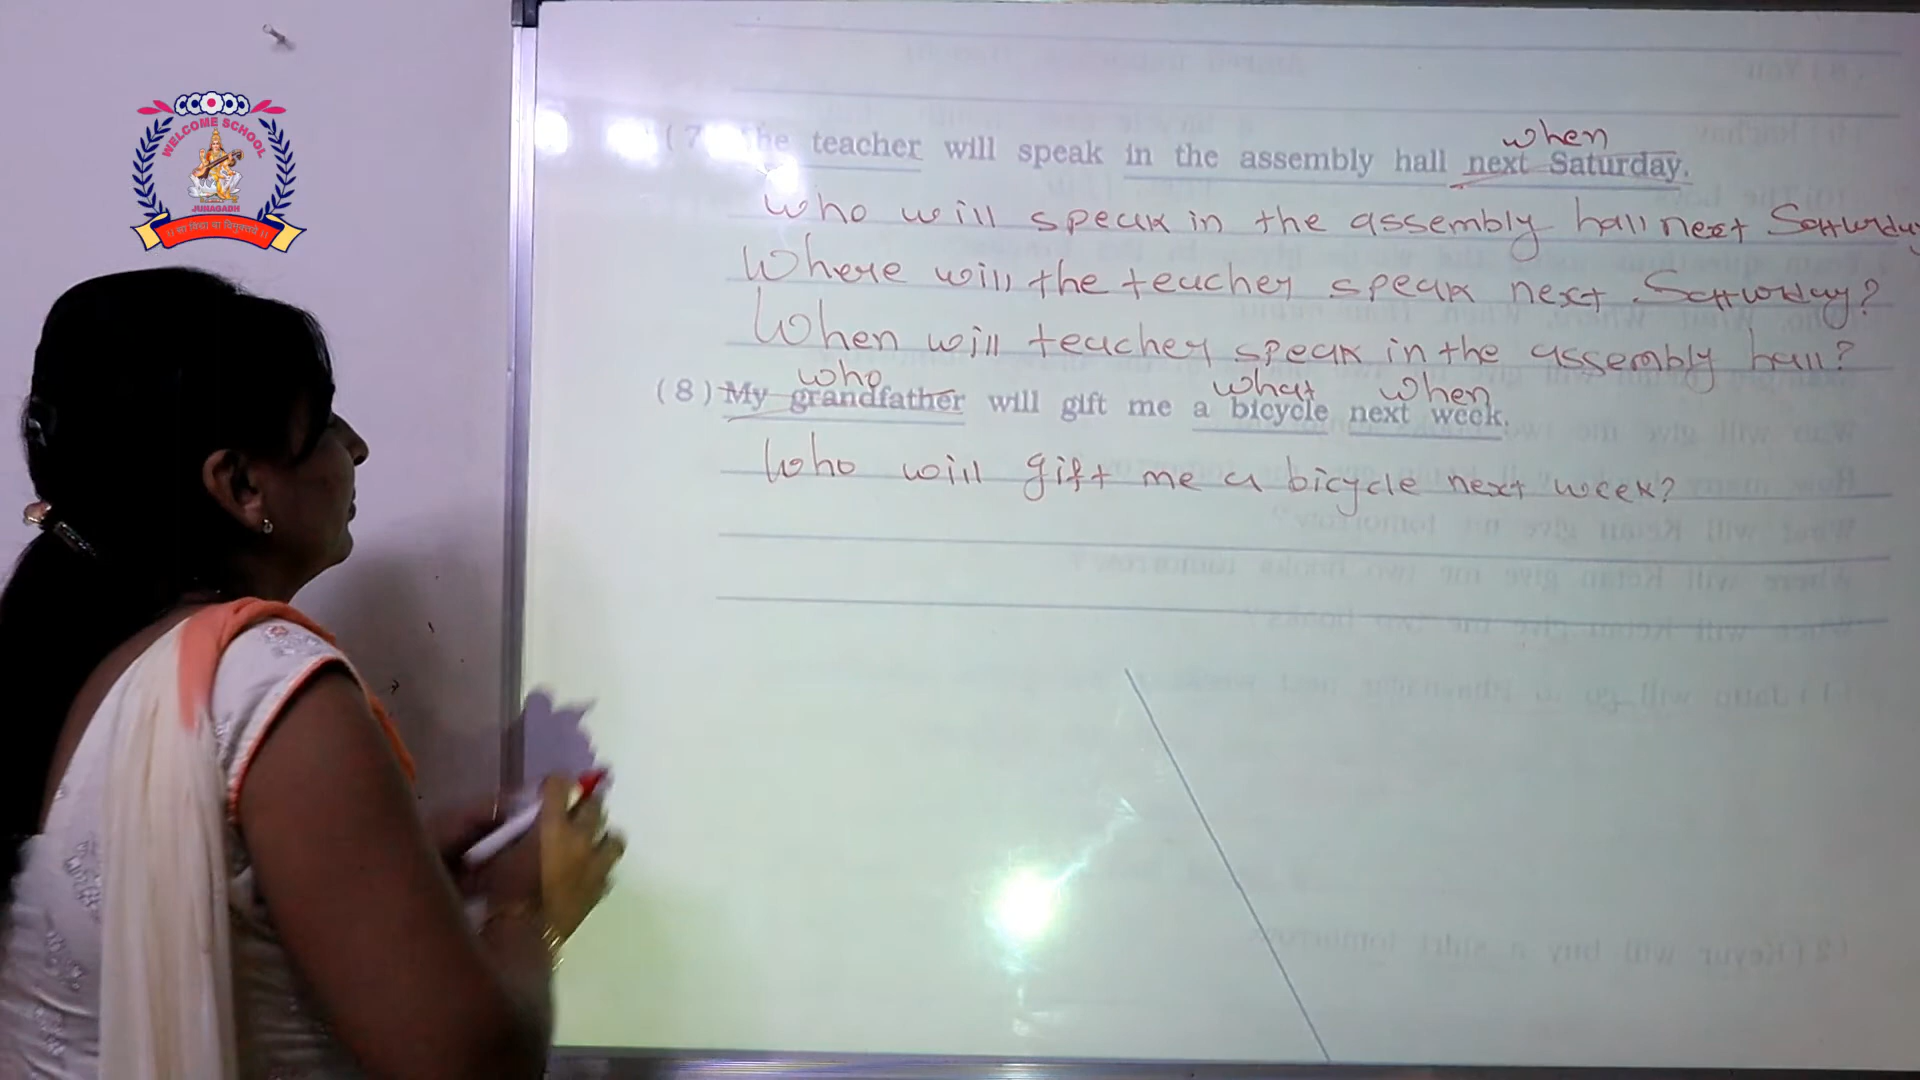 WELCOME SCHOOL
JUNAGADH
|| सा विद्या या विमुक्तये ||
when
(7) The teacher will speak in the assembly hall next Saturday.
Who will speak in the assembly hall next
Where will the teacher speak next
When will teacher speak in the assembly hall?
who what when
(8) My grandfather will gift me a bicycle next week.
Who will gift me a bicycle next week?